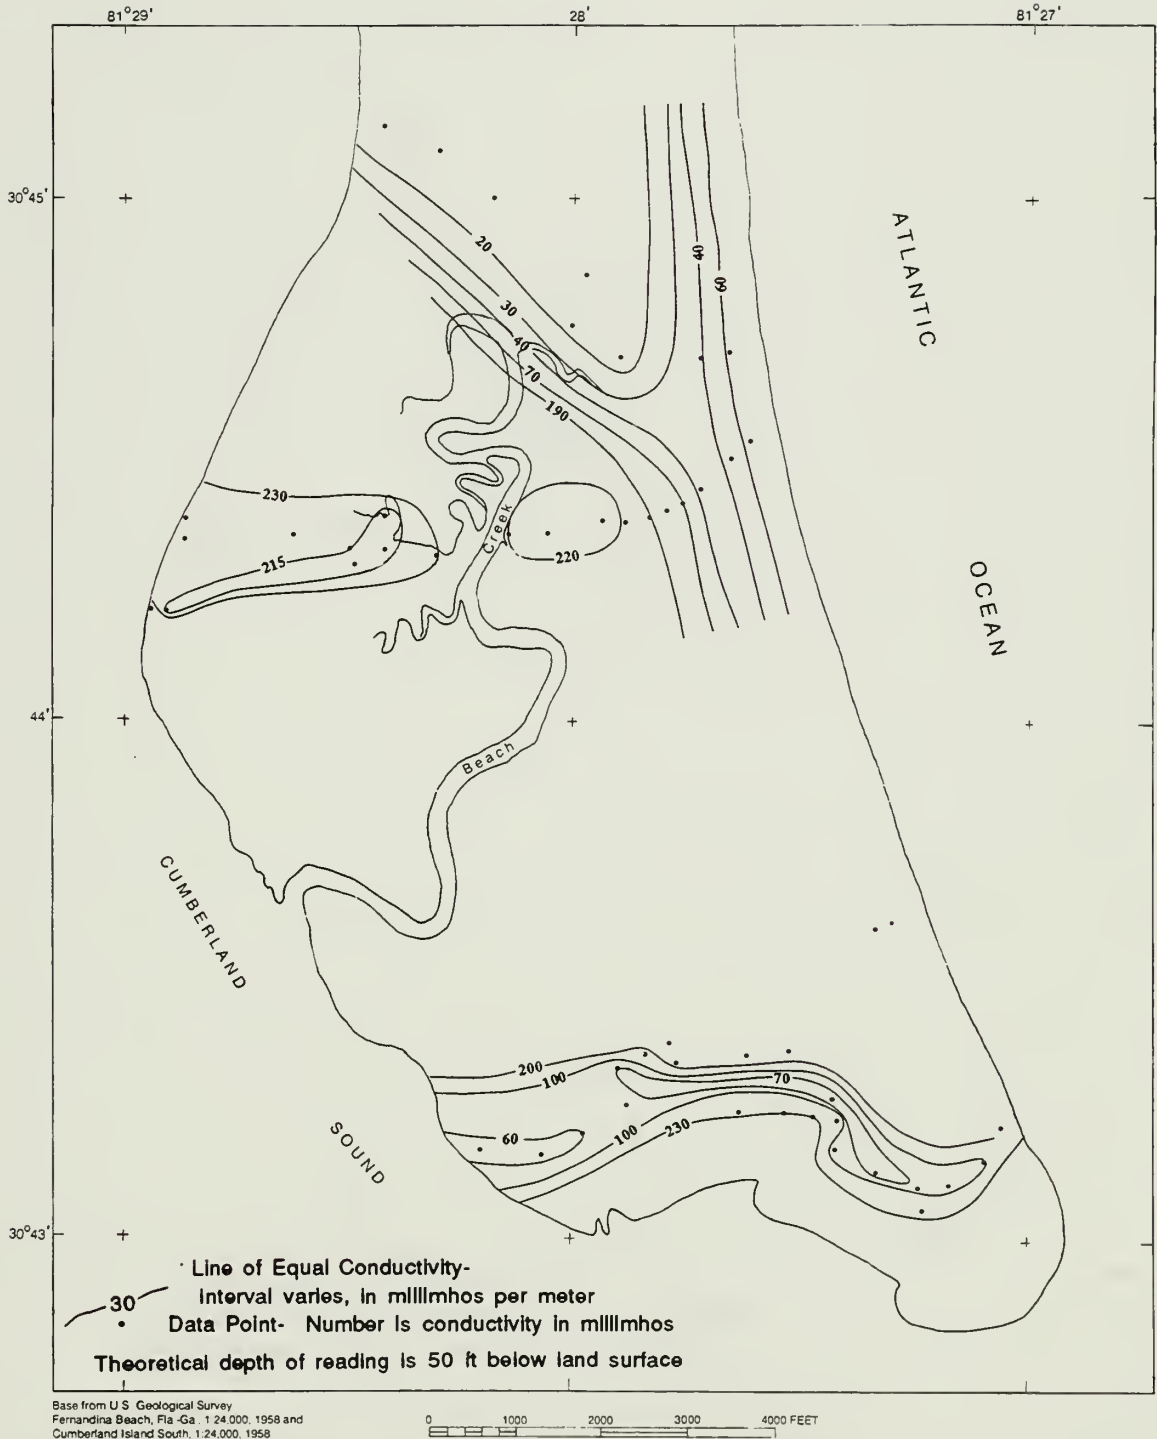 81°29' 28' 81°27'
30°45'
ATLANTIC
20
40
60
30
40
70
190
230
Creek
215
220
OCEAN
44'
Beach
CUMBERLAND
200
100
70
60
100
230
SOUND
30°43'
Line of Equal Conductivity-
Interval varies, in millimhos per meter
30
Data Point- Number is conductivity in millimhos
Theoretical depth of reading is 50 ft below land surface
Base from U S Geological Survey
Fernandina Beach, Fla -Ga . 1 24,000, 1958 and
Cumberland Island South, 1:24,000, 1958
0 1000 2000 3000 4000 FEET